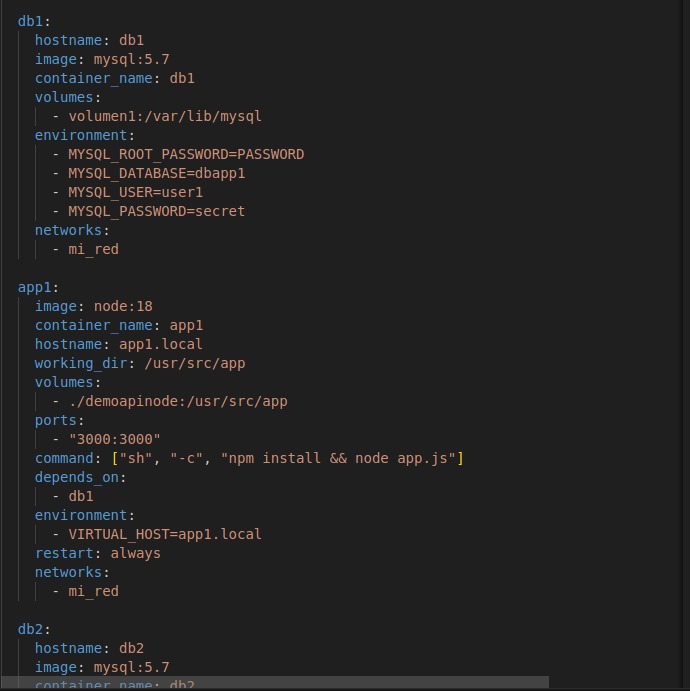 db1:
hostname: db1
image: mysql:5.7
container_name: db1
volumes:
- volumen1:/var/lib/mysql
environment:
- MYSQL_ROOT_PASSWORD=PASSWORD
- MYSQL_DATABASE=dbapp1
- MYSQL_USER=user1
- MYSQL_PASSWORD=secret
networks:
- mi_red
app1:
image: node:18
container_name: app1
hostname: app1.local
working_dir: /usr/src/app
volumes:
- ./demoapinode:/usr/src/app
ports:
- "3000:3000"
command: ["sh", "-c", "npm install && node app.js"]
depends_on:
- db1
environment:
- VIRTUAL_HOST=app1.local
restart: always
networks:
- mi_red
db2:
hostname: db2
image: mysql:5.7
container_name: db2